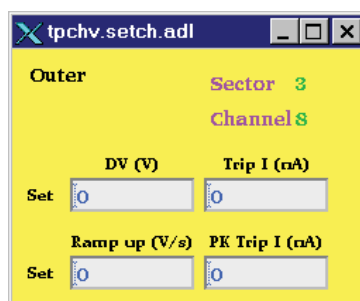 tpchv.setch.adl
Outer
Sector 3
Channel 8
DV (V) Trip I (nA)
Set 0 0
Ramp up (V/s) PK Trip I (nA)
Set 0 0